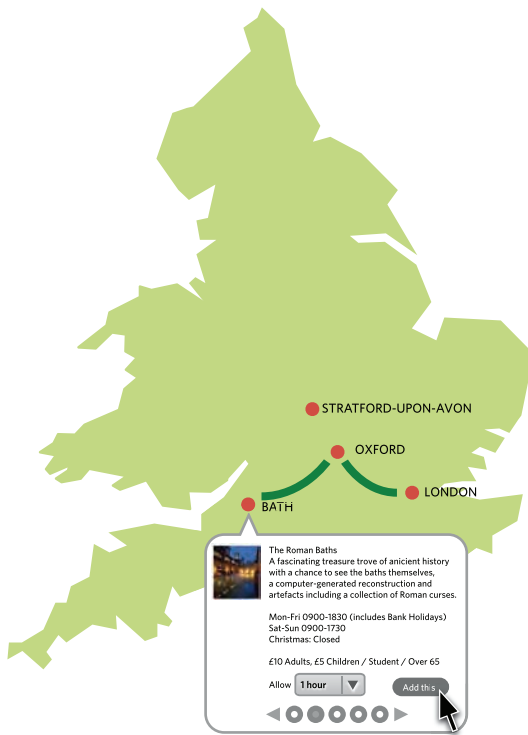 STRATFORD-UPON-AVON
OXFORD
LONDON
BATH
The Roman Baths
A fascinating treasure trove of anicient history
with a chance to see the baths themselves,
a computer-generated reconstruction and
artefacts including a collection of Roman curses.
Mon-Fri 0900-1830 (includes Bank Holidays)
Sat-Sun 0900-1730
Christmas: Closed
£10 Adults, £5 Children / Student / Over 65
Allow 1 hour
Add this